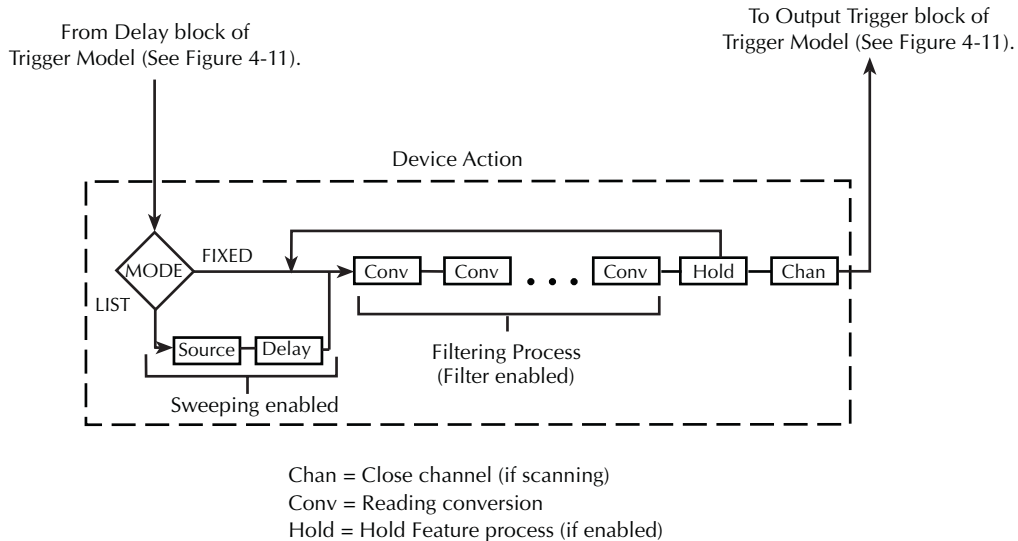 From Delay block of
Trigger Model (See Figure 4-11).
To Output Trigger block of
Trigger Model (See Figure 4-11).
Device Action
MODE
FIXED
LIST
Conv
Conv
• • •
Conv
Hold
Chan
Source
Delay
Filtering Process
(Filter enabled)
Sweeping enabled
Chan = Close channel (if scanning)
Conv = Reading conversion
Hold = Hold Feature process (if enabled)